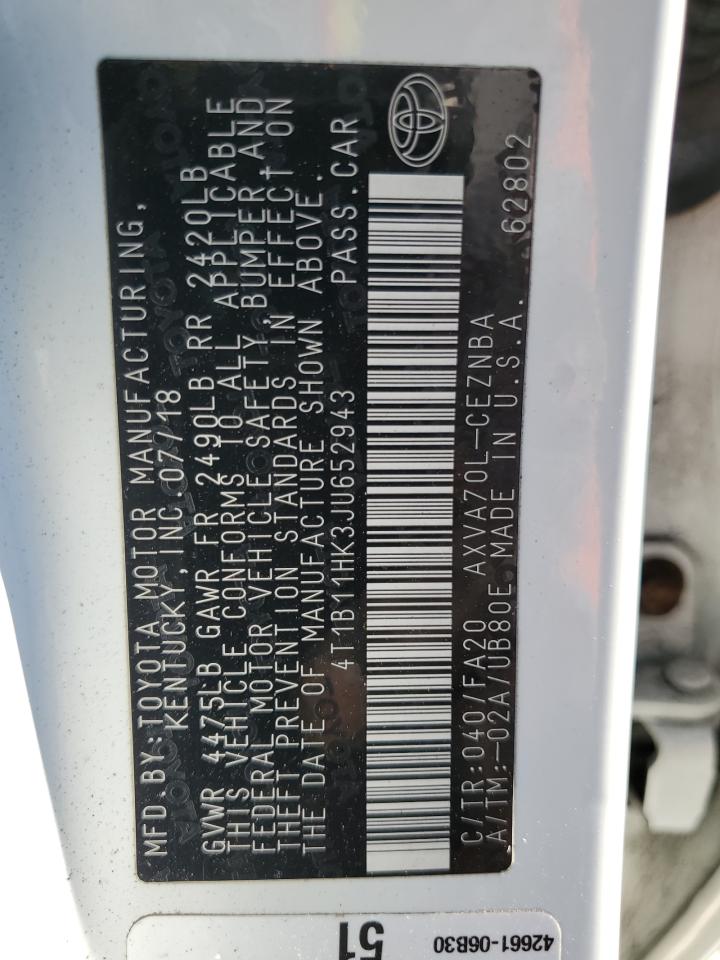 MFD. BY: TOYOTA MOTOR MANUFACTURING,
KENTUCKY, INC. 07/18
GVWR 4475LB GAWR FR 2490LB RR 2420LB
THIS VEHICLE CONFORMS TO ALL APPLICABLE
FEDERAL MOTOR VEHICLE SAFETY, BUMPER AND
THEFT PREVENTION STANDARDS IN EFFECT ON
THE DATE OF MANUFACTURE SHOWN ABOVE.
4T1B11HK3JU652943 PASS. CAR
C/TR:040/FA20 AXVA70L-CEZNBA
A/TM:-02A/UB80E MADE IN U.S.A. 62802
51
42661-06B30